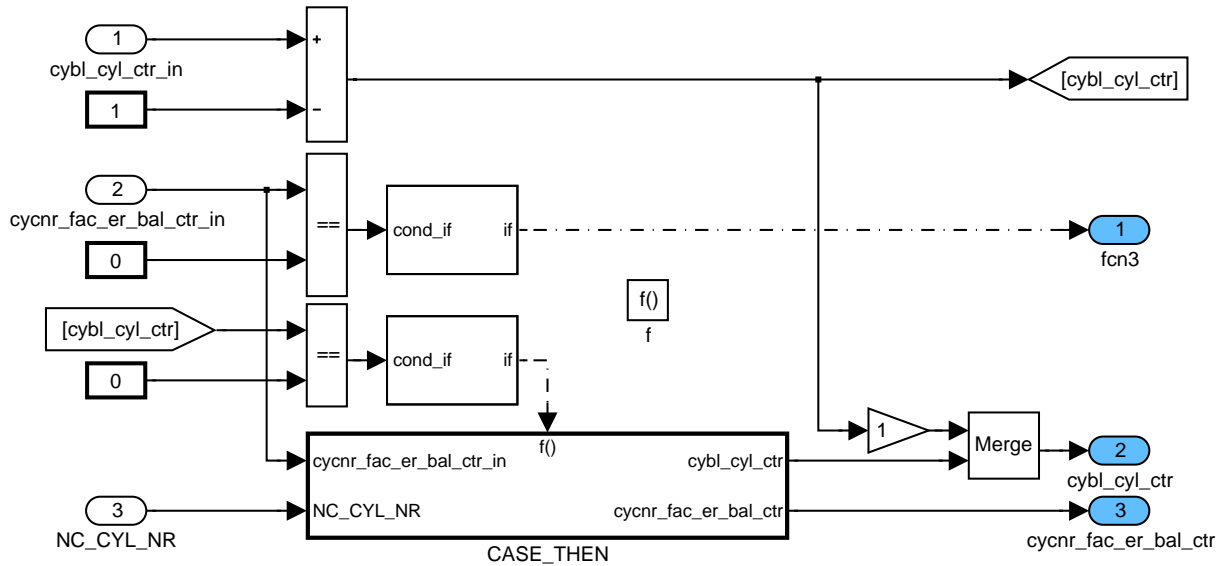 1
cybl_cyl_ctr_in
1
+
−
[cybl_cyl_ctr]
2
cycnr_fac_er_bal_ctr_in
0
==
cond_if
if
1
fcn3
f()
f
[cybl_cyl_ctr]
0
==
cond_if
if
f()
cycnr_fac_er_bal_ctr_in
NC_CYL_NR
cybl_cyl_ctr
cycnr_fac_er_bal_ctr
CASE_THEN
3
NC_CYL_NR
1
Merge
2
cybl_cyl_ctr
3
cycnr_fac_er_bal_ctr